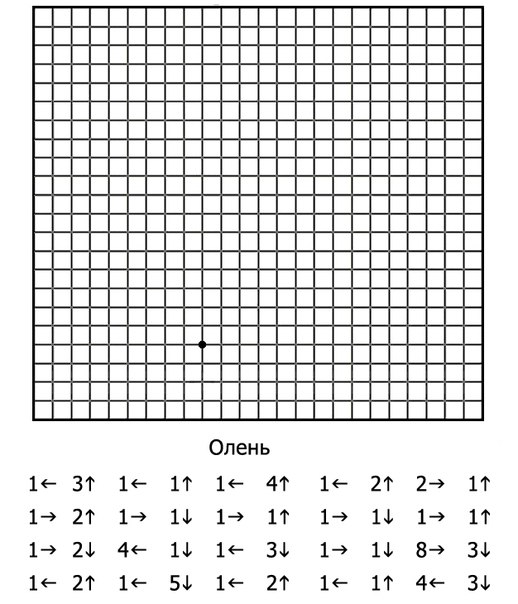 Олень
1← 3↑ 1← 1↑ 1← 4↑ 1← 2↑ 2→ 1↑
1→ 2↑ 1→ 1↓ 1→ 1↑ 1→ 1↓ 1→ 1↑
1→ 2↓ 4← 1↓ 1← 3↓ 1→ 1↓ 8→ 3↓
1← 2↑ 1← 5↓ 1← 2↑ 1← 1↑ 4← 3↓